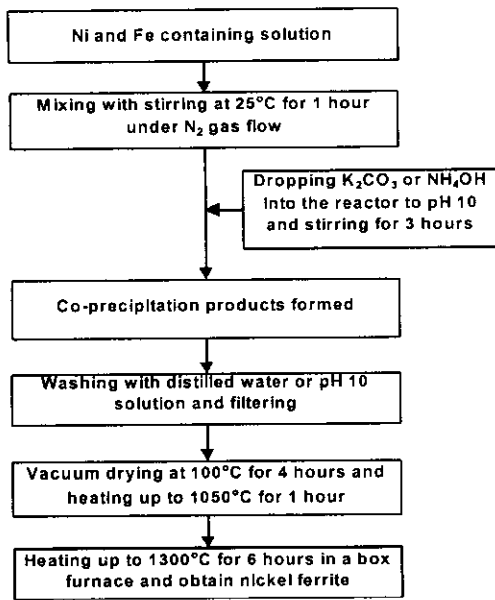 Ni and Fe containing solution
Mixing with stirring at 25°C for 1 hour
under N₂ gas flow
Dropping K₂CO₃ or NH₄OH
Into the reactor to pH 10
and stirring for 3 hours
Co-precipitation products formed
Washing with distilled water or pH 10
solution and filtering
Vacuum drying at 100°C for 4 hours and
heating up to 1050°C for 1 hour
Heating up to 1300°C for 6 hours in a box
furnace and obtain nickel ferrite